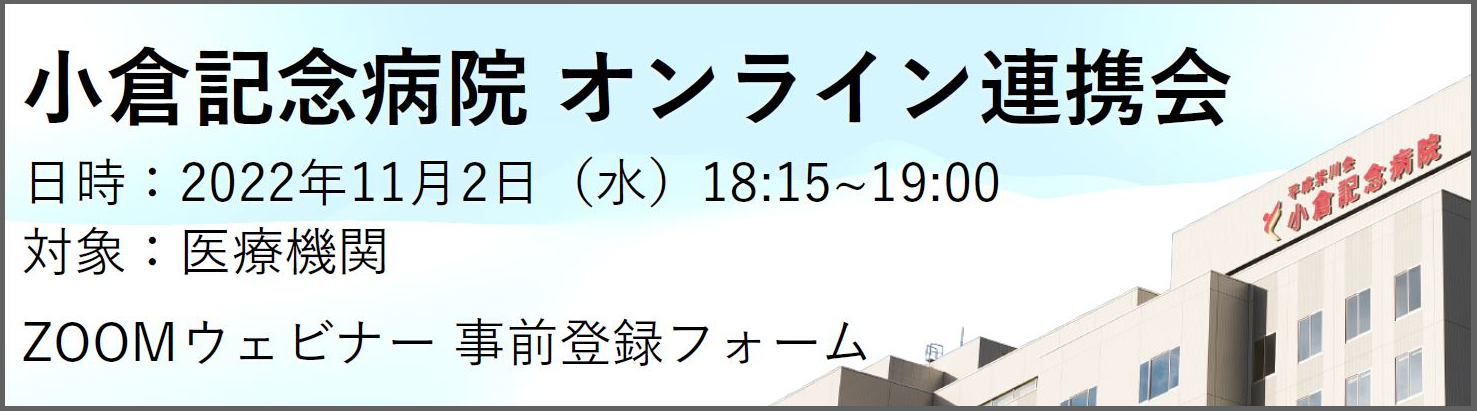 小倉記念病院 オンライン連携会
日時：2022年11月2日（水）18:15~19:00
対象：医療機関
ZOOMウェビナー 事前登録フォーム
平成紫川会
小倉記念病院